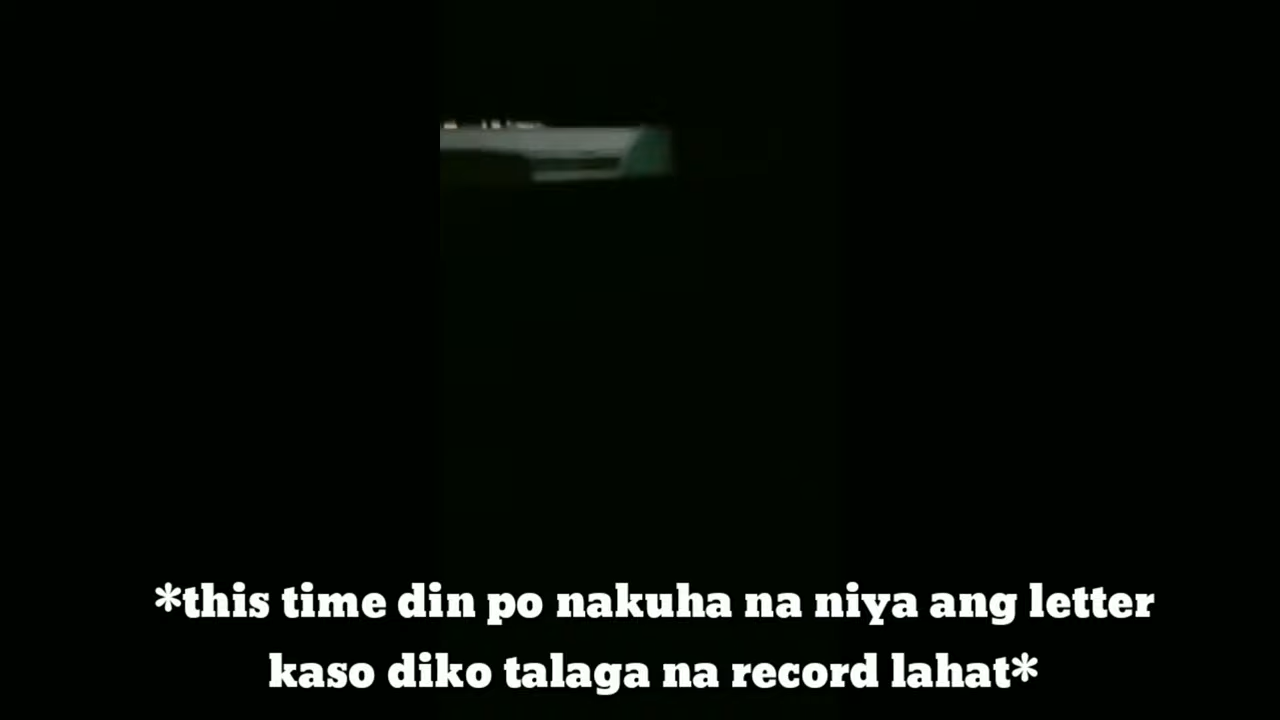 *this time din po nakuha na niya ang letter
kaso diko talaga na record lahat*